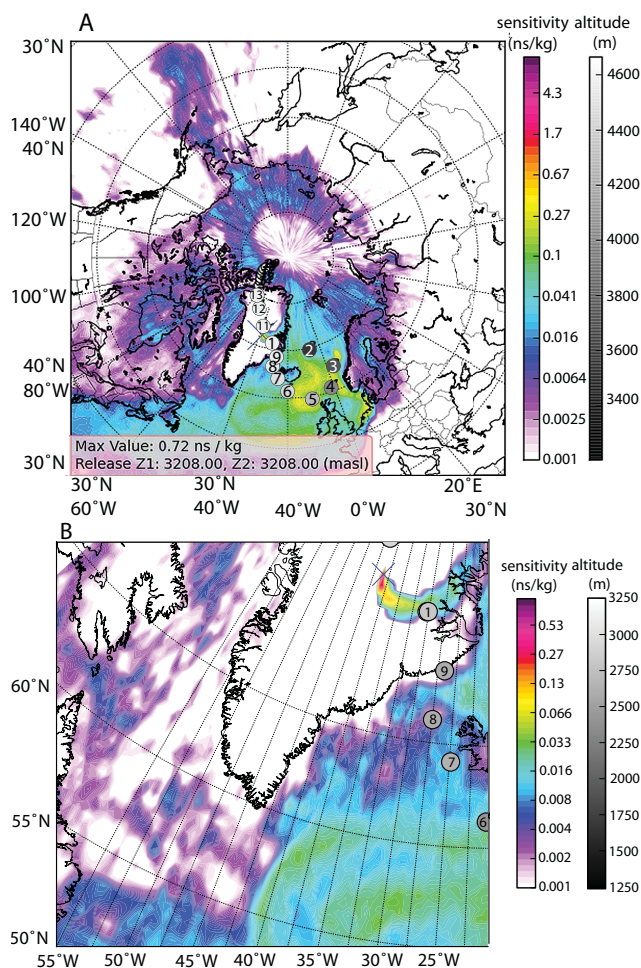 A
sensitivity altitude
(ns/kg) (m)
30˚N
140˚W
40˚N
120˚W
100˚W
40˚N
80˚W
30˚N
4.3
1.7
0.67
0.27
0.1
0.041
0.016
0.0064
0.0025
0.001
4600
4400
4200
4000
3800
3600
3400
13
12
11
1
2
9
8
3
7
4
6
5
Max Value: 0.72 ns / kg
Release Z1: 3208.00, Z2: 3208.00 (masl)
30˚N 30˚N 20˚E
60˚W 40˚W 40˚W 0˚W 30˚N
B
sensitivity altitude
(ns/kg) (m)
60˚N
55˚N
50˚N
1
9
8
7
6
0.53
0.27
0.13
0.066
0.033
0.016
0.008
0.004
0.002
0.001
3250
3000
2750
2500
2250
2000
1750
1500
1250
55˚W 50˚W 45˚W 40˚W 35˚W 30˚W 25˚W